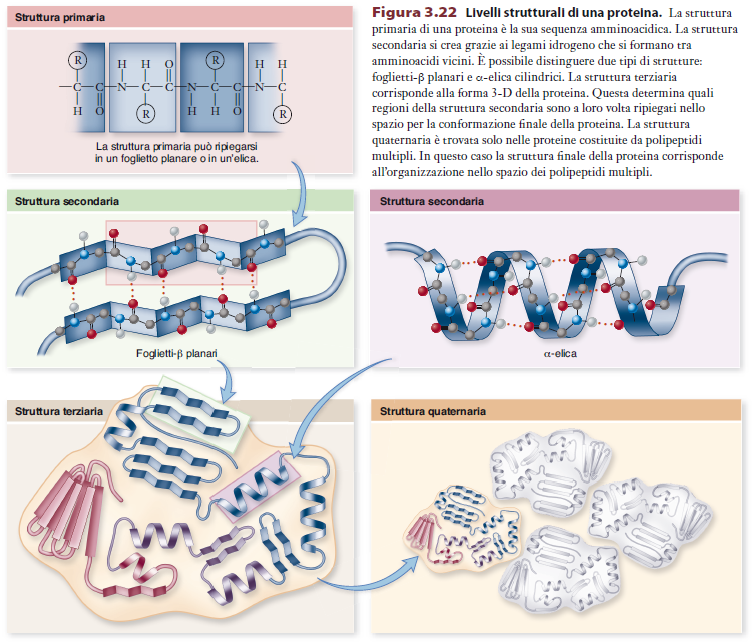 Struttura primaria
R
H
H
O
R
H
H
C
C
N
C
C
N
C
C
N
C
H
O
R
H
H
O
R
La struttura primaria può ripiegarsi
in un foglietto planare o in un'elica.
Figura 3.22 Livelli strutturali di una proteina. La struttura
primaria di una proteina è la sua sequenza amminoacidica. La struttura
secondaria si crea grazie ai legami idrogeno che si formano tra
amminoacidi vicini. È possibile distinguere due tipi di strutture:
foglietti-β planari e α-elica cilindrici. La struttura terziaria
corrisponde alla forma 3-D della proteina. Questa determina quali
regioni della struttura secondaria sono a loro volta ripiegati nello
spazio per la conformazione finale della proteina. La struttura
quaternaria è trovata solo nelle proteine costituite da polipeptidi
multipli. In questo caso la struttura finale della proteina corrisponde
all'organizzazione nello spazio dei polipeptidi multipli.
Struttura secondaria
Foglietti-β planari
Struttura secondaria
α-elica
Struttura terziaria
Struttura quaternaria